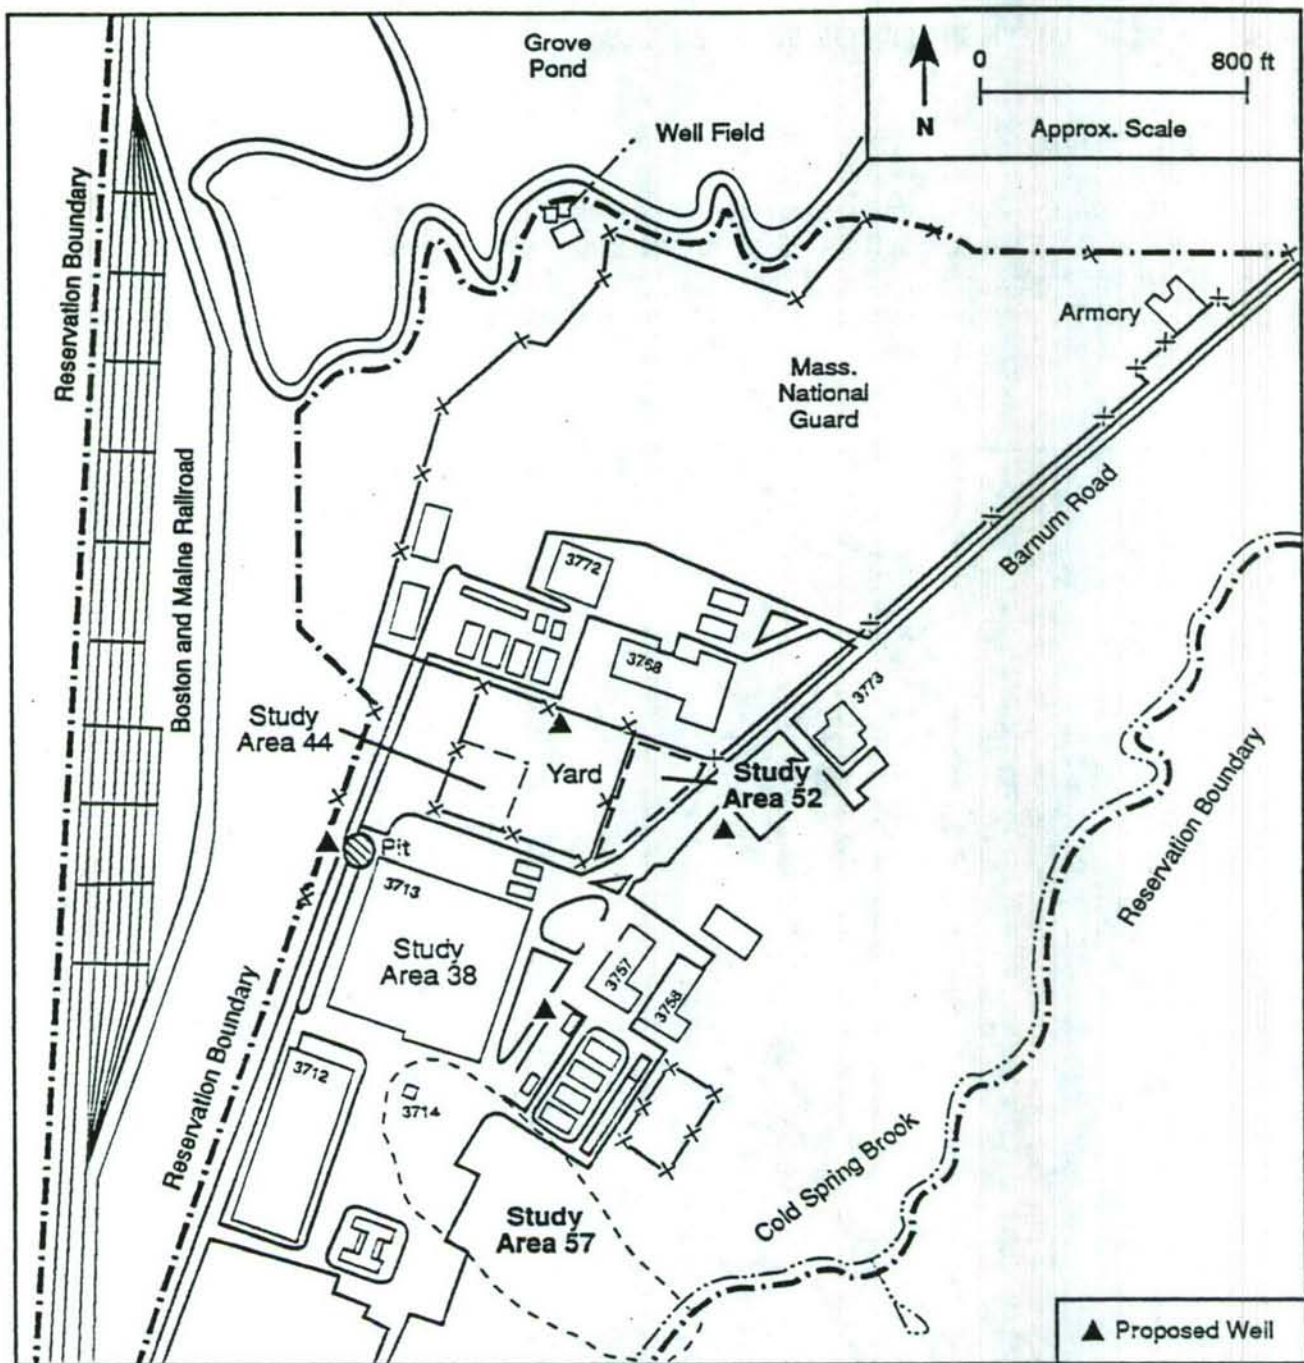 Grove
Pond
0
800 ft
N
Approx. Scale
Well Field
Reservation Boundary
Armory
Mass.
National
Guard
Boston and Maine Railroad
Barnum Road
3772
3768
3773
Study
Area 44
Yard
Study
Area 52
Reservation Boundary
Pit
3713
Study
Area 38
3757
3758
Reservation Boundary
3712
3714
Cold Spring Brook
Study
Area 57
▲ Proposed Well